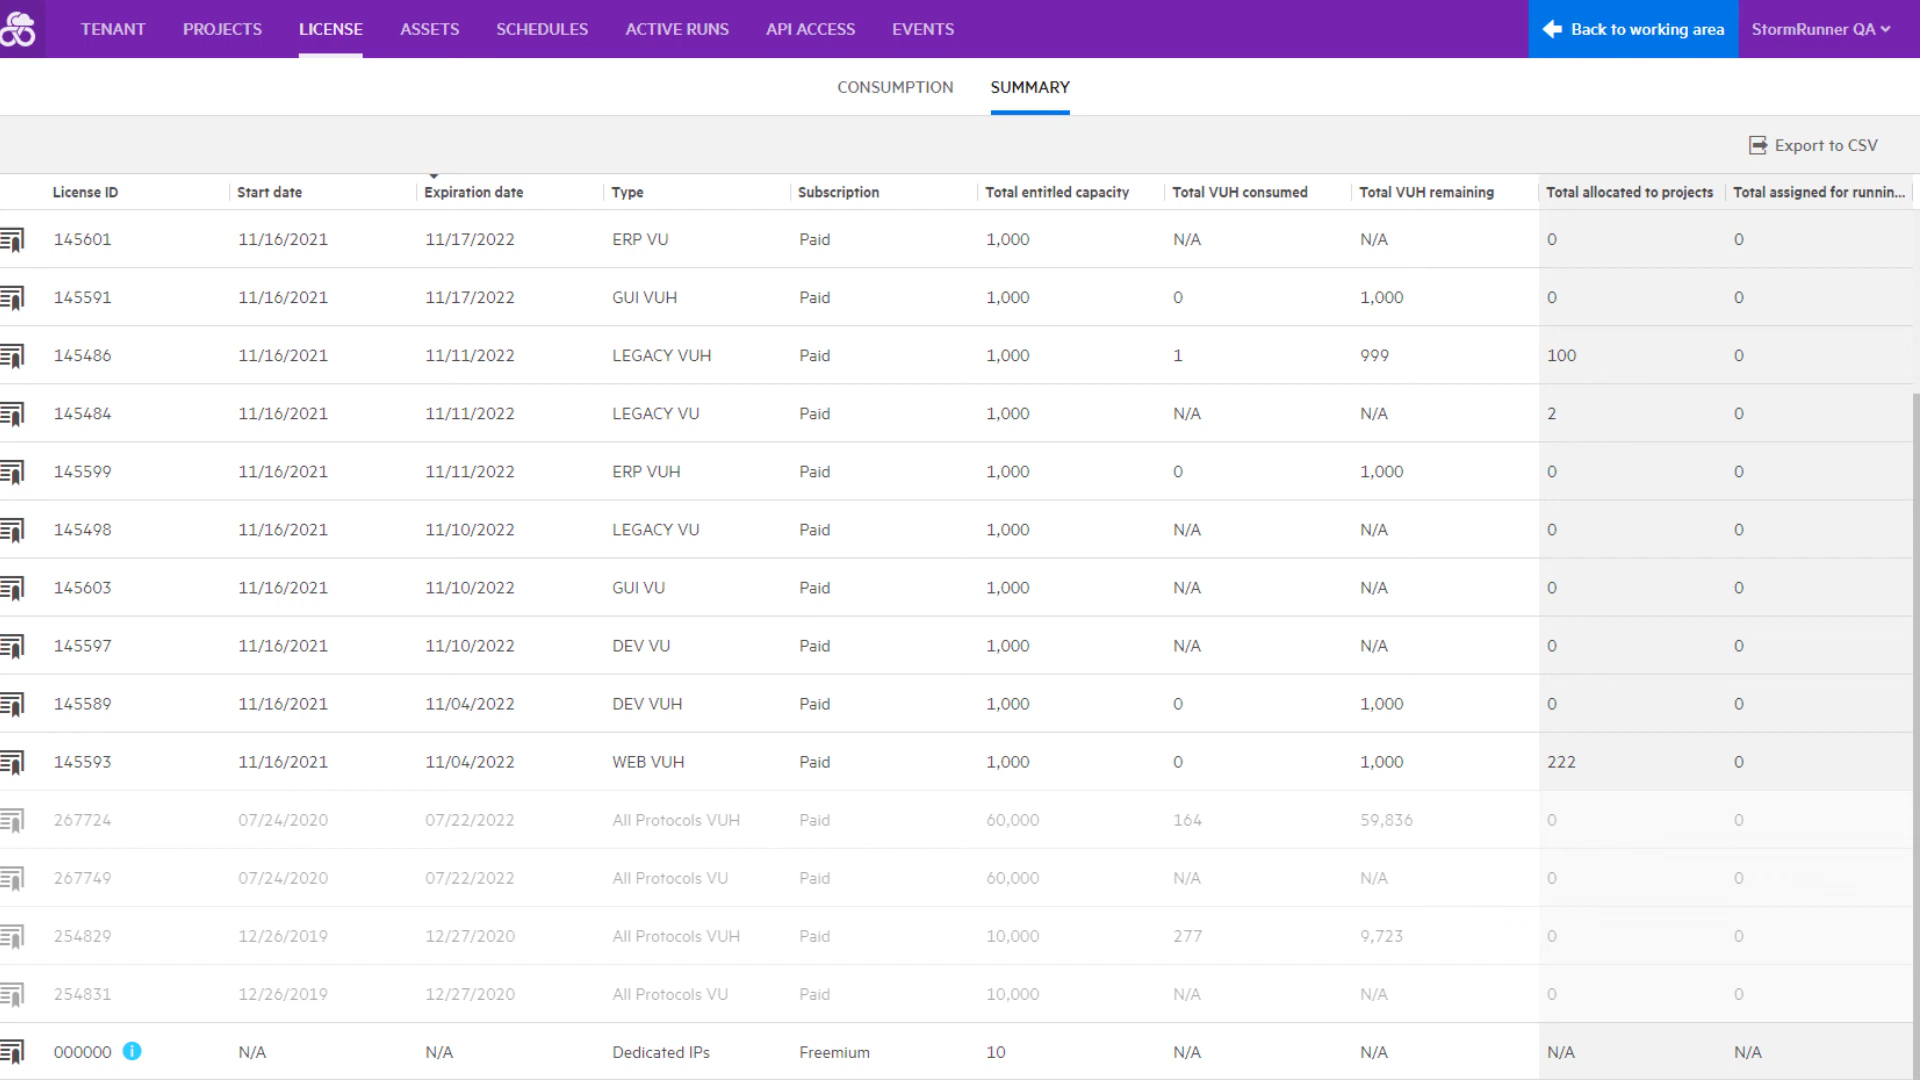 TENANT PROJECTS LICENSE ASSETS SCHEDULES ACTIVE RUNS API ACCESS EVENTS Back to working area StormRunner QA
CONSUMPTION SUMMARY
Export to CSV
License ID Start date Expiration date Type Subscription Total entitled capacity Total VUH consumed Total VUH remaining Total allocated to projects Total assigned for runnin...
145601 11/16/2021 11/17/2022 ERP VU Paid 1,000 N/A N/A 0 0
145591 11/16/2021 11/17/2022 GUI VUH Paid 1,000 0 1,000 0 0
145486 11/16/2021 11/11/2022 LEGACY VUH Paid 1,000 1 999 100 0
145484 11/16/2021 11/11/2022 LEGACY VU Paid 1,000 N/A N/A 2 0
145599 11/16/2021 11/11/2022 ERP VUH Paid 1,000 0 1,000 0 0
145498 11/16/2021 11/10/2022 LEGACY VU Paid 1,000 N/A N/A 0 0
145603 11/16/2021 11/10/2022 GUI VU Paid 1,000 N/A N/A 0 0
145597 11/16/2021 11/10/2022 DEV VU Paid 1,000 N/A N/A 0 0
145589 11/16/2021 11/04/2022 DEV VUH Paid 1,000 0 1,000 0 0
145593 11/16/2021 11/04/2022 WEB VUH Paid 1,000 0 1,000 222 0
267724 07/24/2020 07/22/2022 All Protocols VUH Paid 60,000 164 59,836 0 0
267749 07/24/2020 07/22/2022 All Protocols VU Paid 60,000 N/A N/A 0 0
254829 12/26/2019 12/27/2020 All Protocols VUH Paid 10,000 277 9,723 0 0
254831 12/26/2019 12/27/2020 All Protocols VU Paid 10,000 N/A N/A 0 0
000000 i N/A N/A Dedicated IPs Freemium 10 N/A N/A N/A N/A